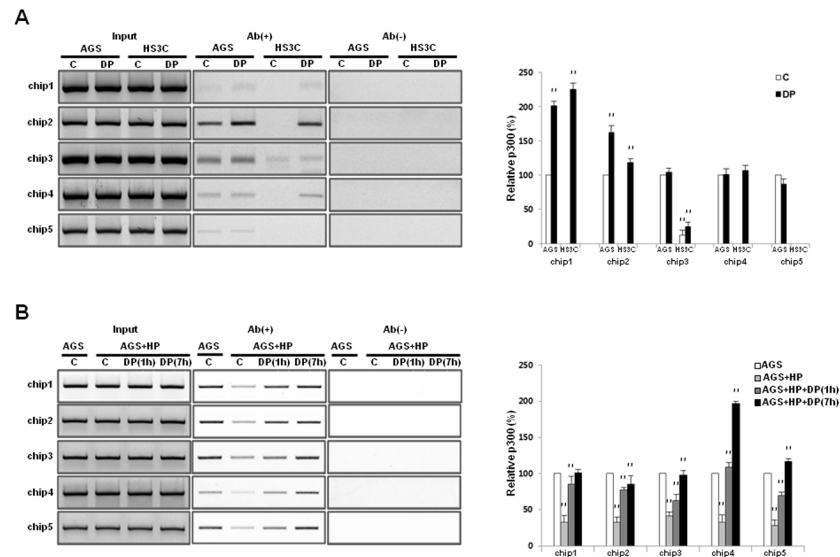 A
Input Ab(+) Ab(-)
AGS HS3C AGS HS3C AGS HS3C
C DP C DP C DP C DP C DP C DP
chip1
chip2
chip3
chip4
chip5
Relative p300 (%)
250
200
150
100
50
0
C
DP
AGS HS3C AGS HS3C AGS HS3C AGS HS3C AGS HS3C
chip1 chip2 chip3 chip4 chip5
B
Input Ab(+) Ab(-)
AGS AGS+HP AGS AGS+HP AGS AGS+HP
C C DP(1h) DP(7h) C C DP(1h) DP(7h) C C DP(1h) DP(7h)
chip1
chip2
chip3
chip4
chip5
Relative p300 (%)
250
200
150
100
50
0
AGS
AGS+HP
AGS+HP+DP(1h)
AGS+HP+DP(7h)
chip1 chip2 chip3 chip4 chip5